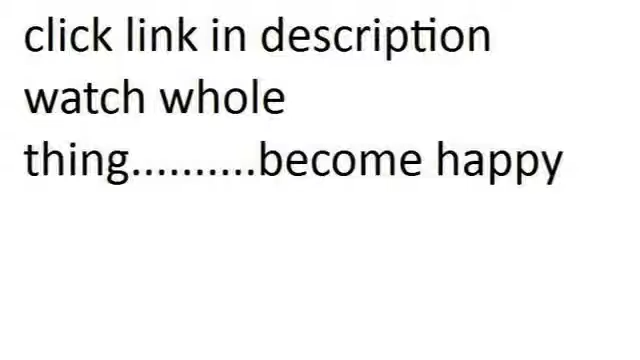 click link in description
watch whole
thing..........become happy